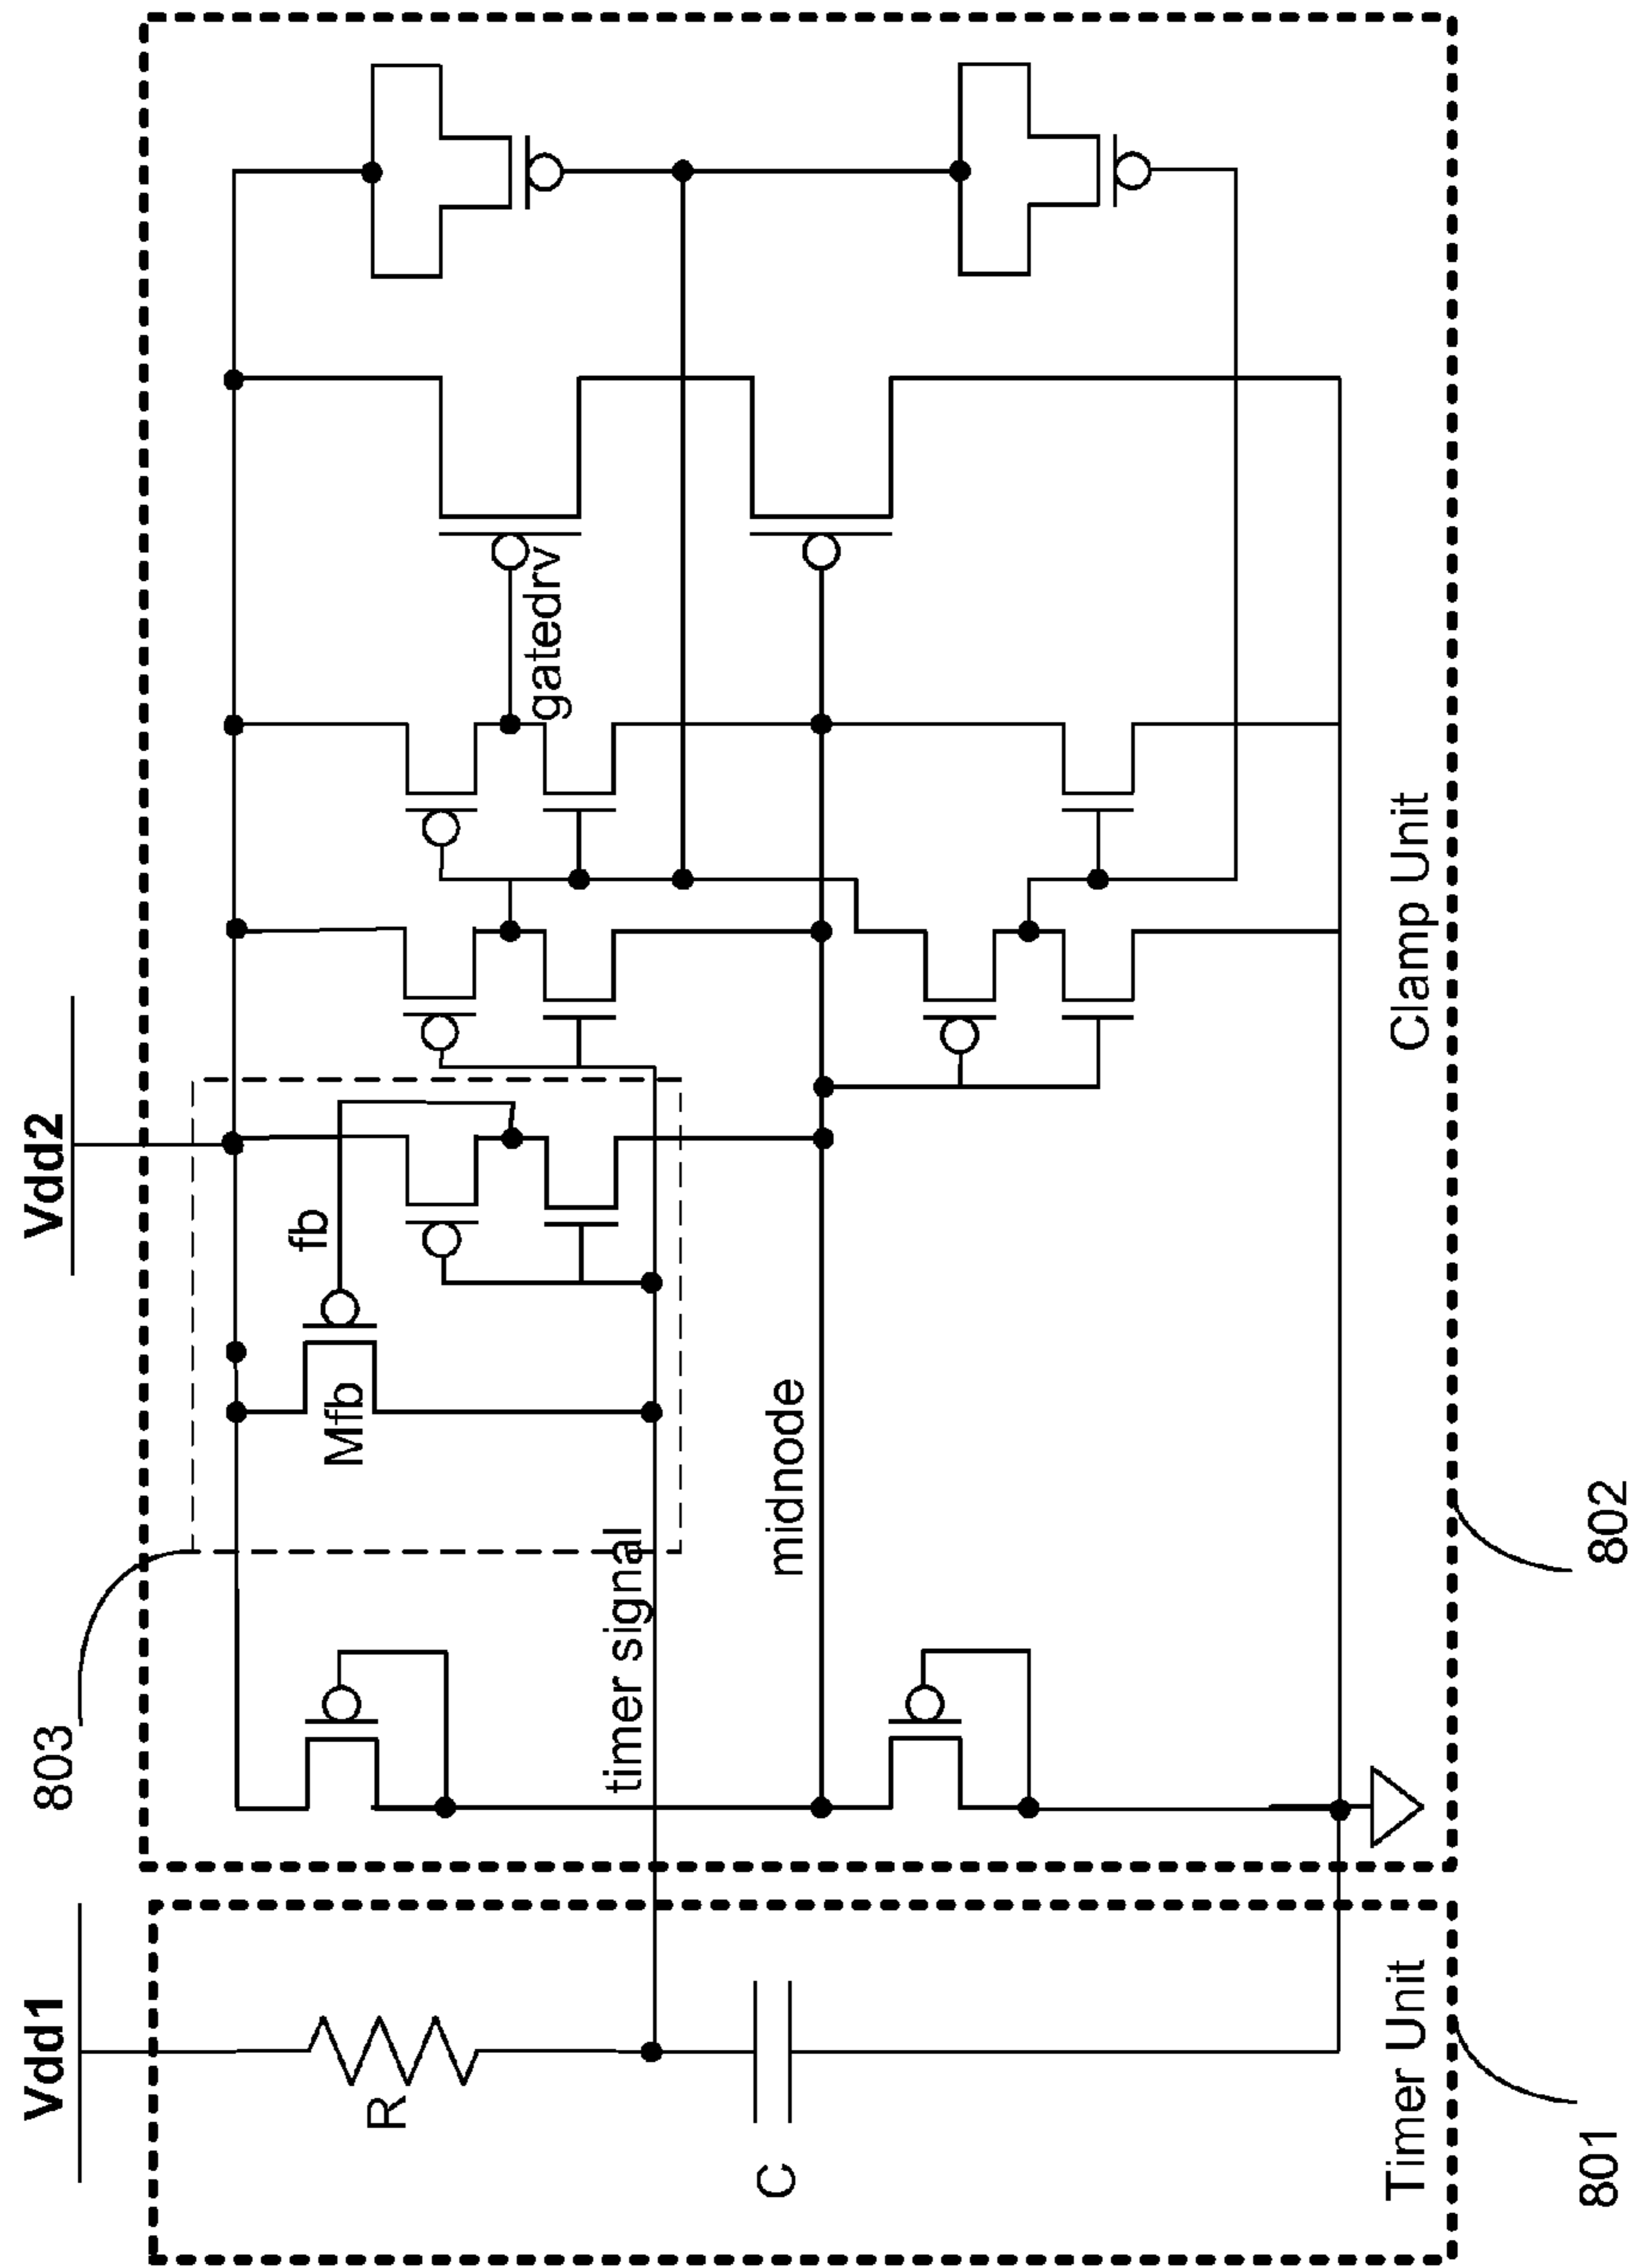 Vdd1
Vdd2
803
R
C
timer signal
Mfb
fb
midnode
gatedrv
Timer Unit
Clamp Unit
801
802